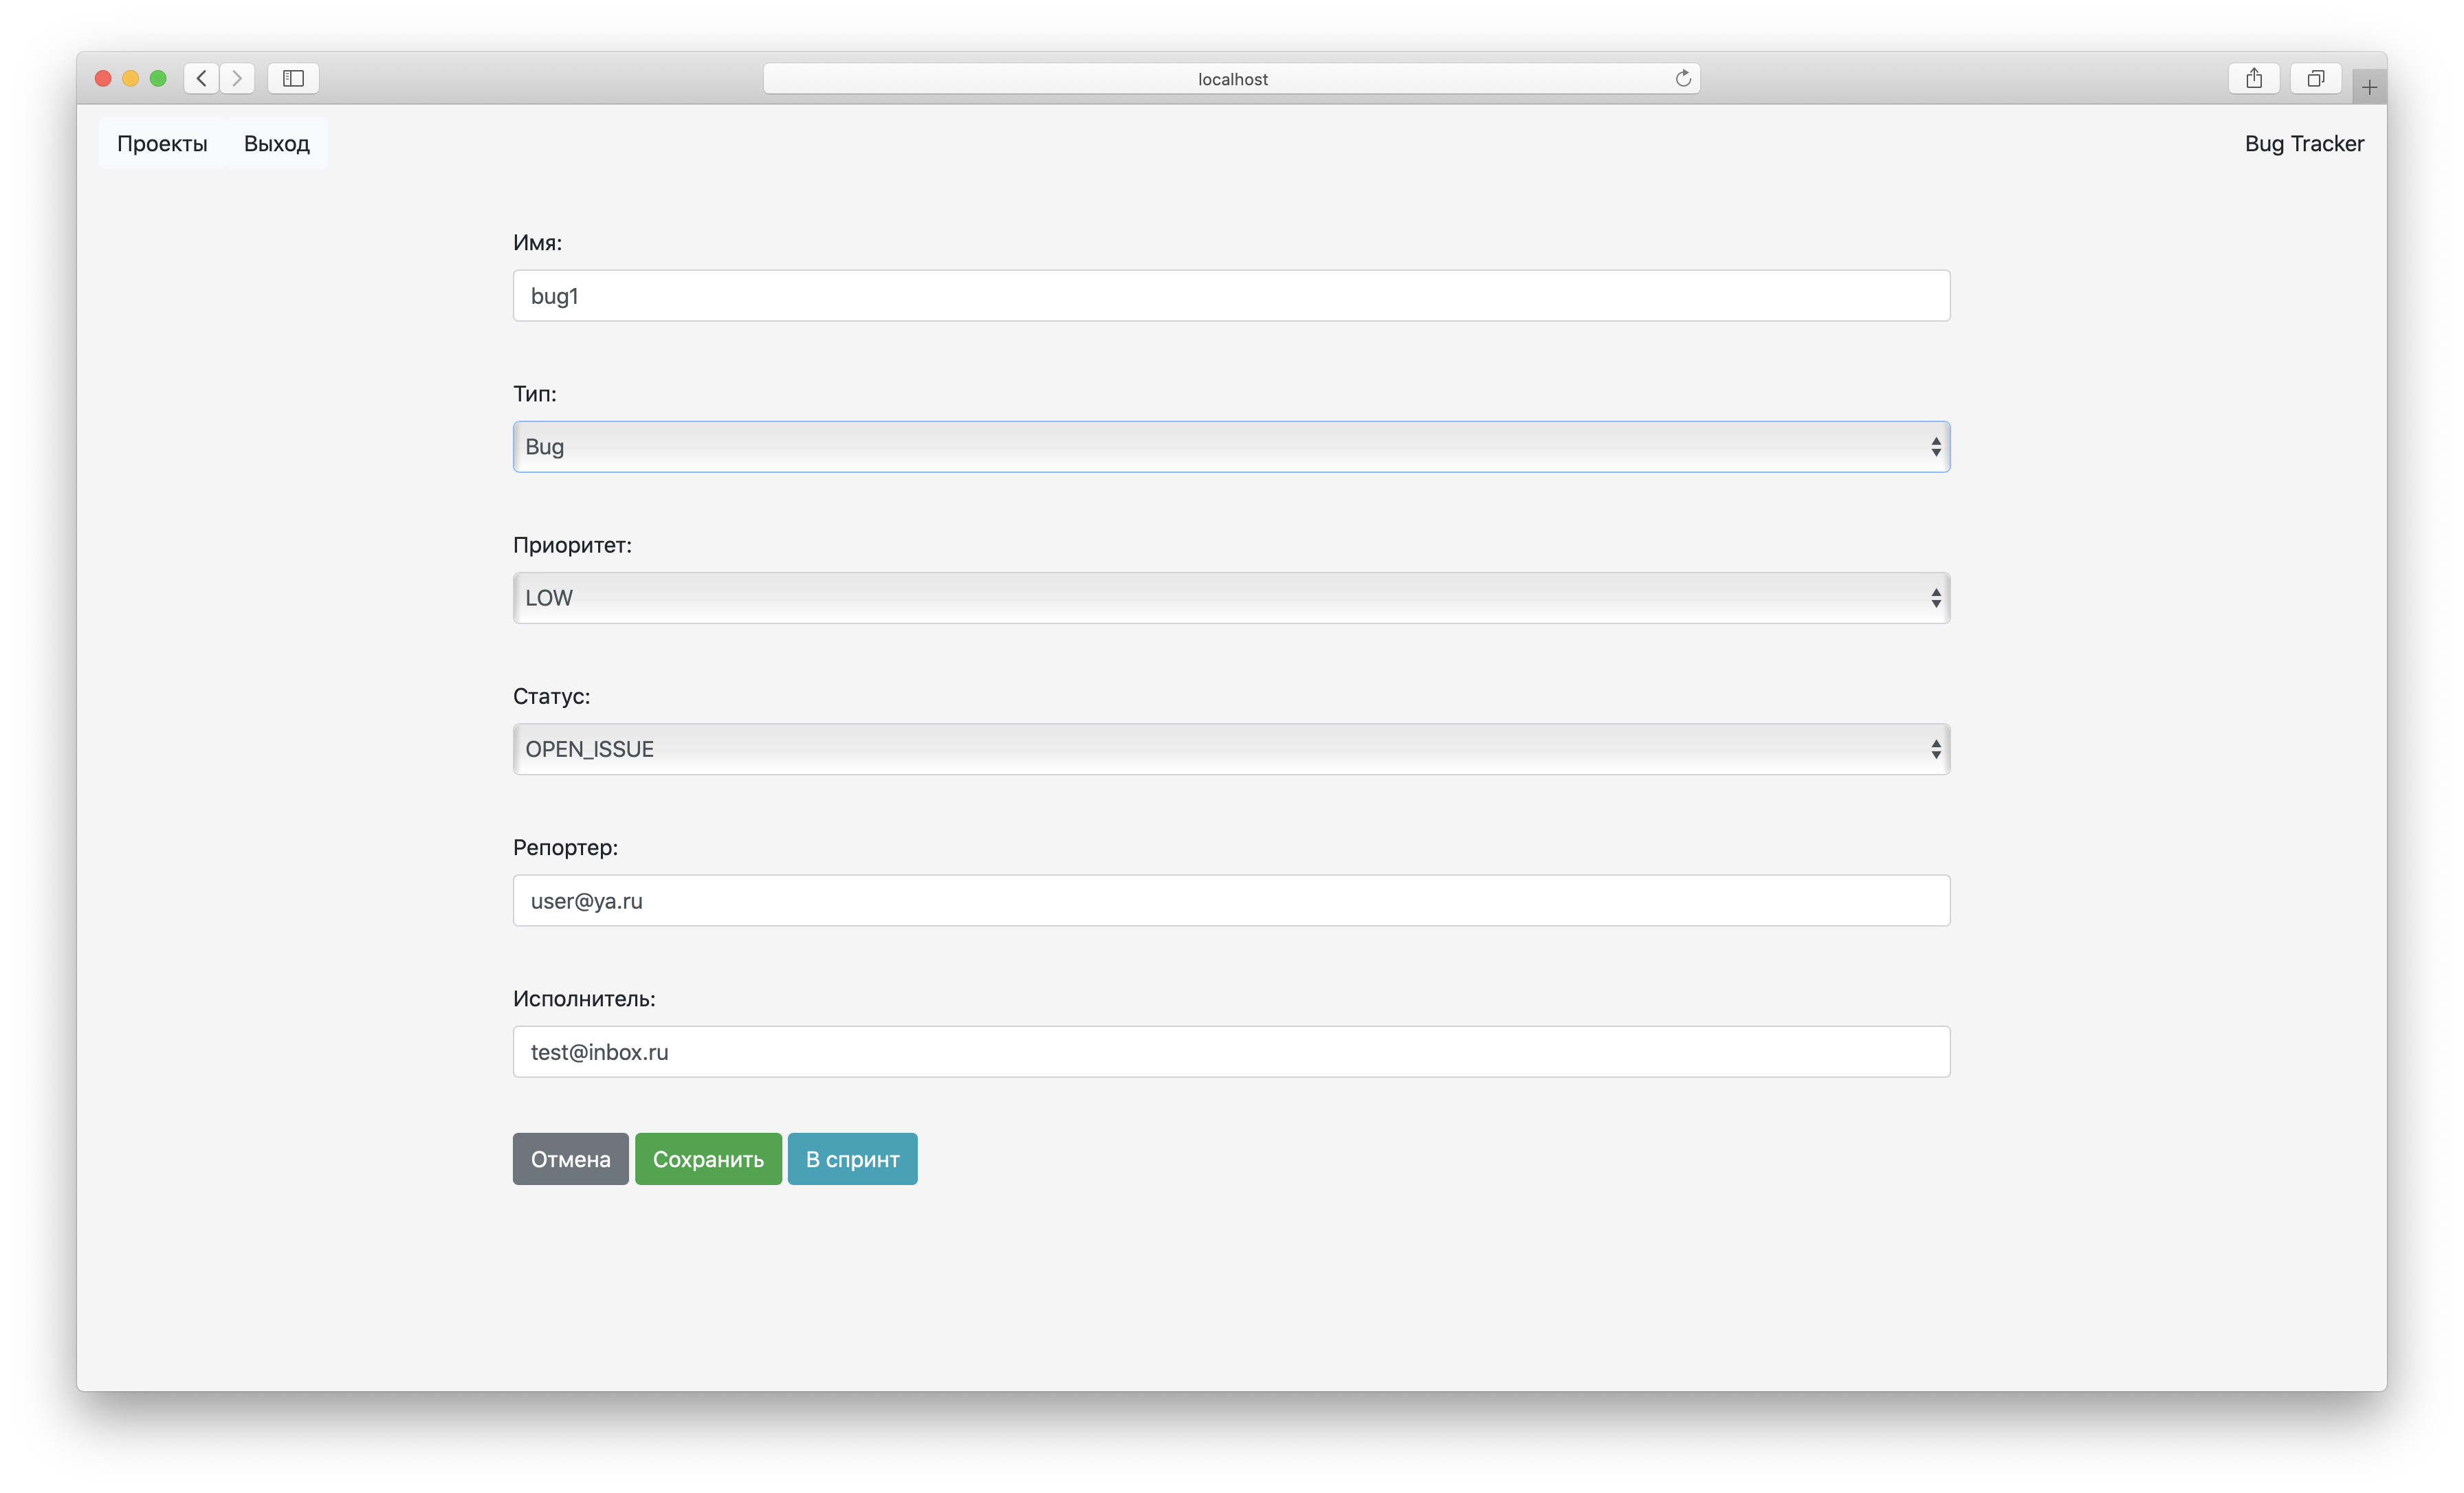 localhost
Проекты Выход Bug Tracker
Имя:
bug1
Тип:
Bug
Приоритет:
LOW
Статус:
OPEN_ISSUE
Репортер:
user@ya.ru
Исполнитель:
test@inbox.ru
Отмена Сохранить В спринт